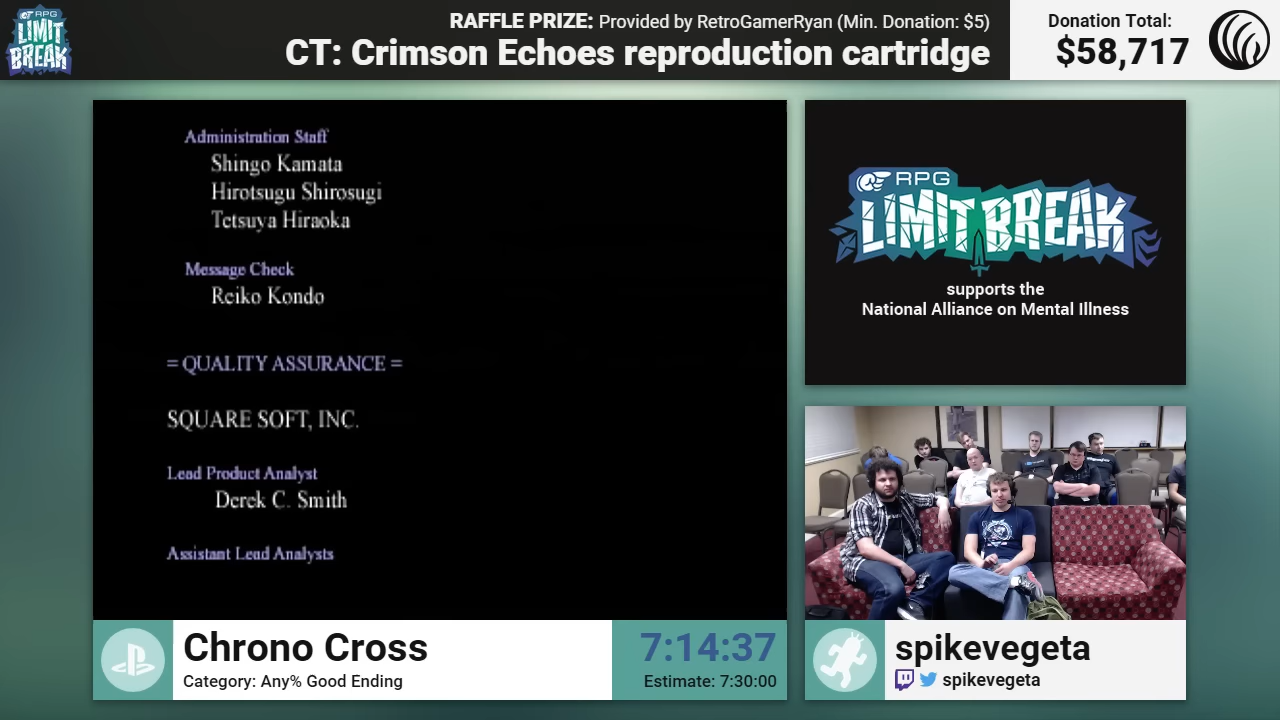 RPG
LIMIT
BREAK
RAFFLE PRIZE: Provided by RetroGamerRyan (Min. Donation: $5)
CT: Crimson Echoes reproduction cartridge
Donation Total:
$58,717
Administration Staff
Shingo Kamata
Hirotsugu Shirosugi
Tetsuya Hiraoka
Message Check
Reiko Kondo
= QUALITY ASSURANCE =
SQUARE SOFT, INC.
Lead Product Analyst
Derek C. Smith
Assistant Lead Analysts
RPG
LIMIT BREAK
supports the
National Alliance on Mental Illness
Chrono Cross
Category: Any% Good Ending
7:14:37
Estimate: 7:30:00
spikevegeta
spikevegeta